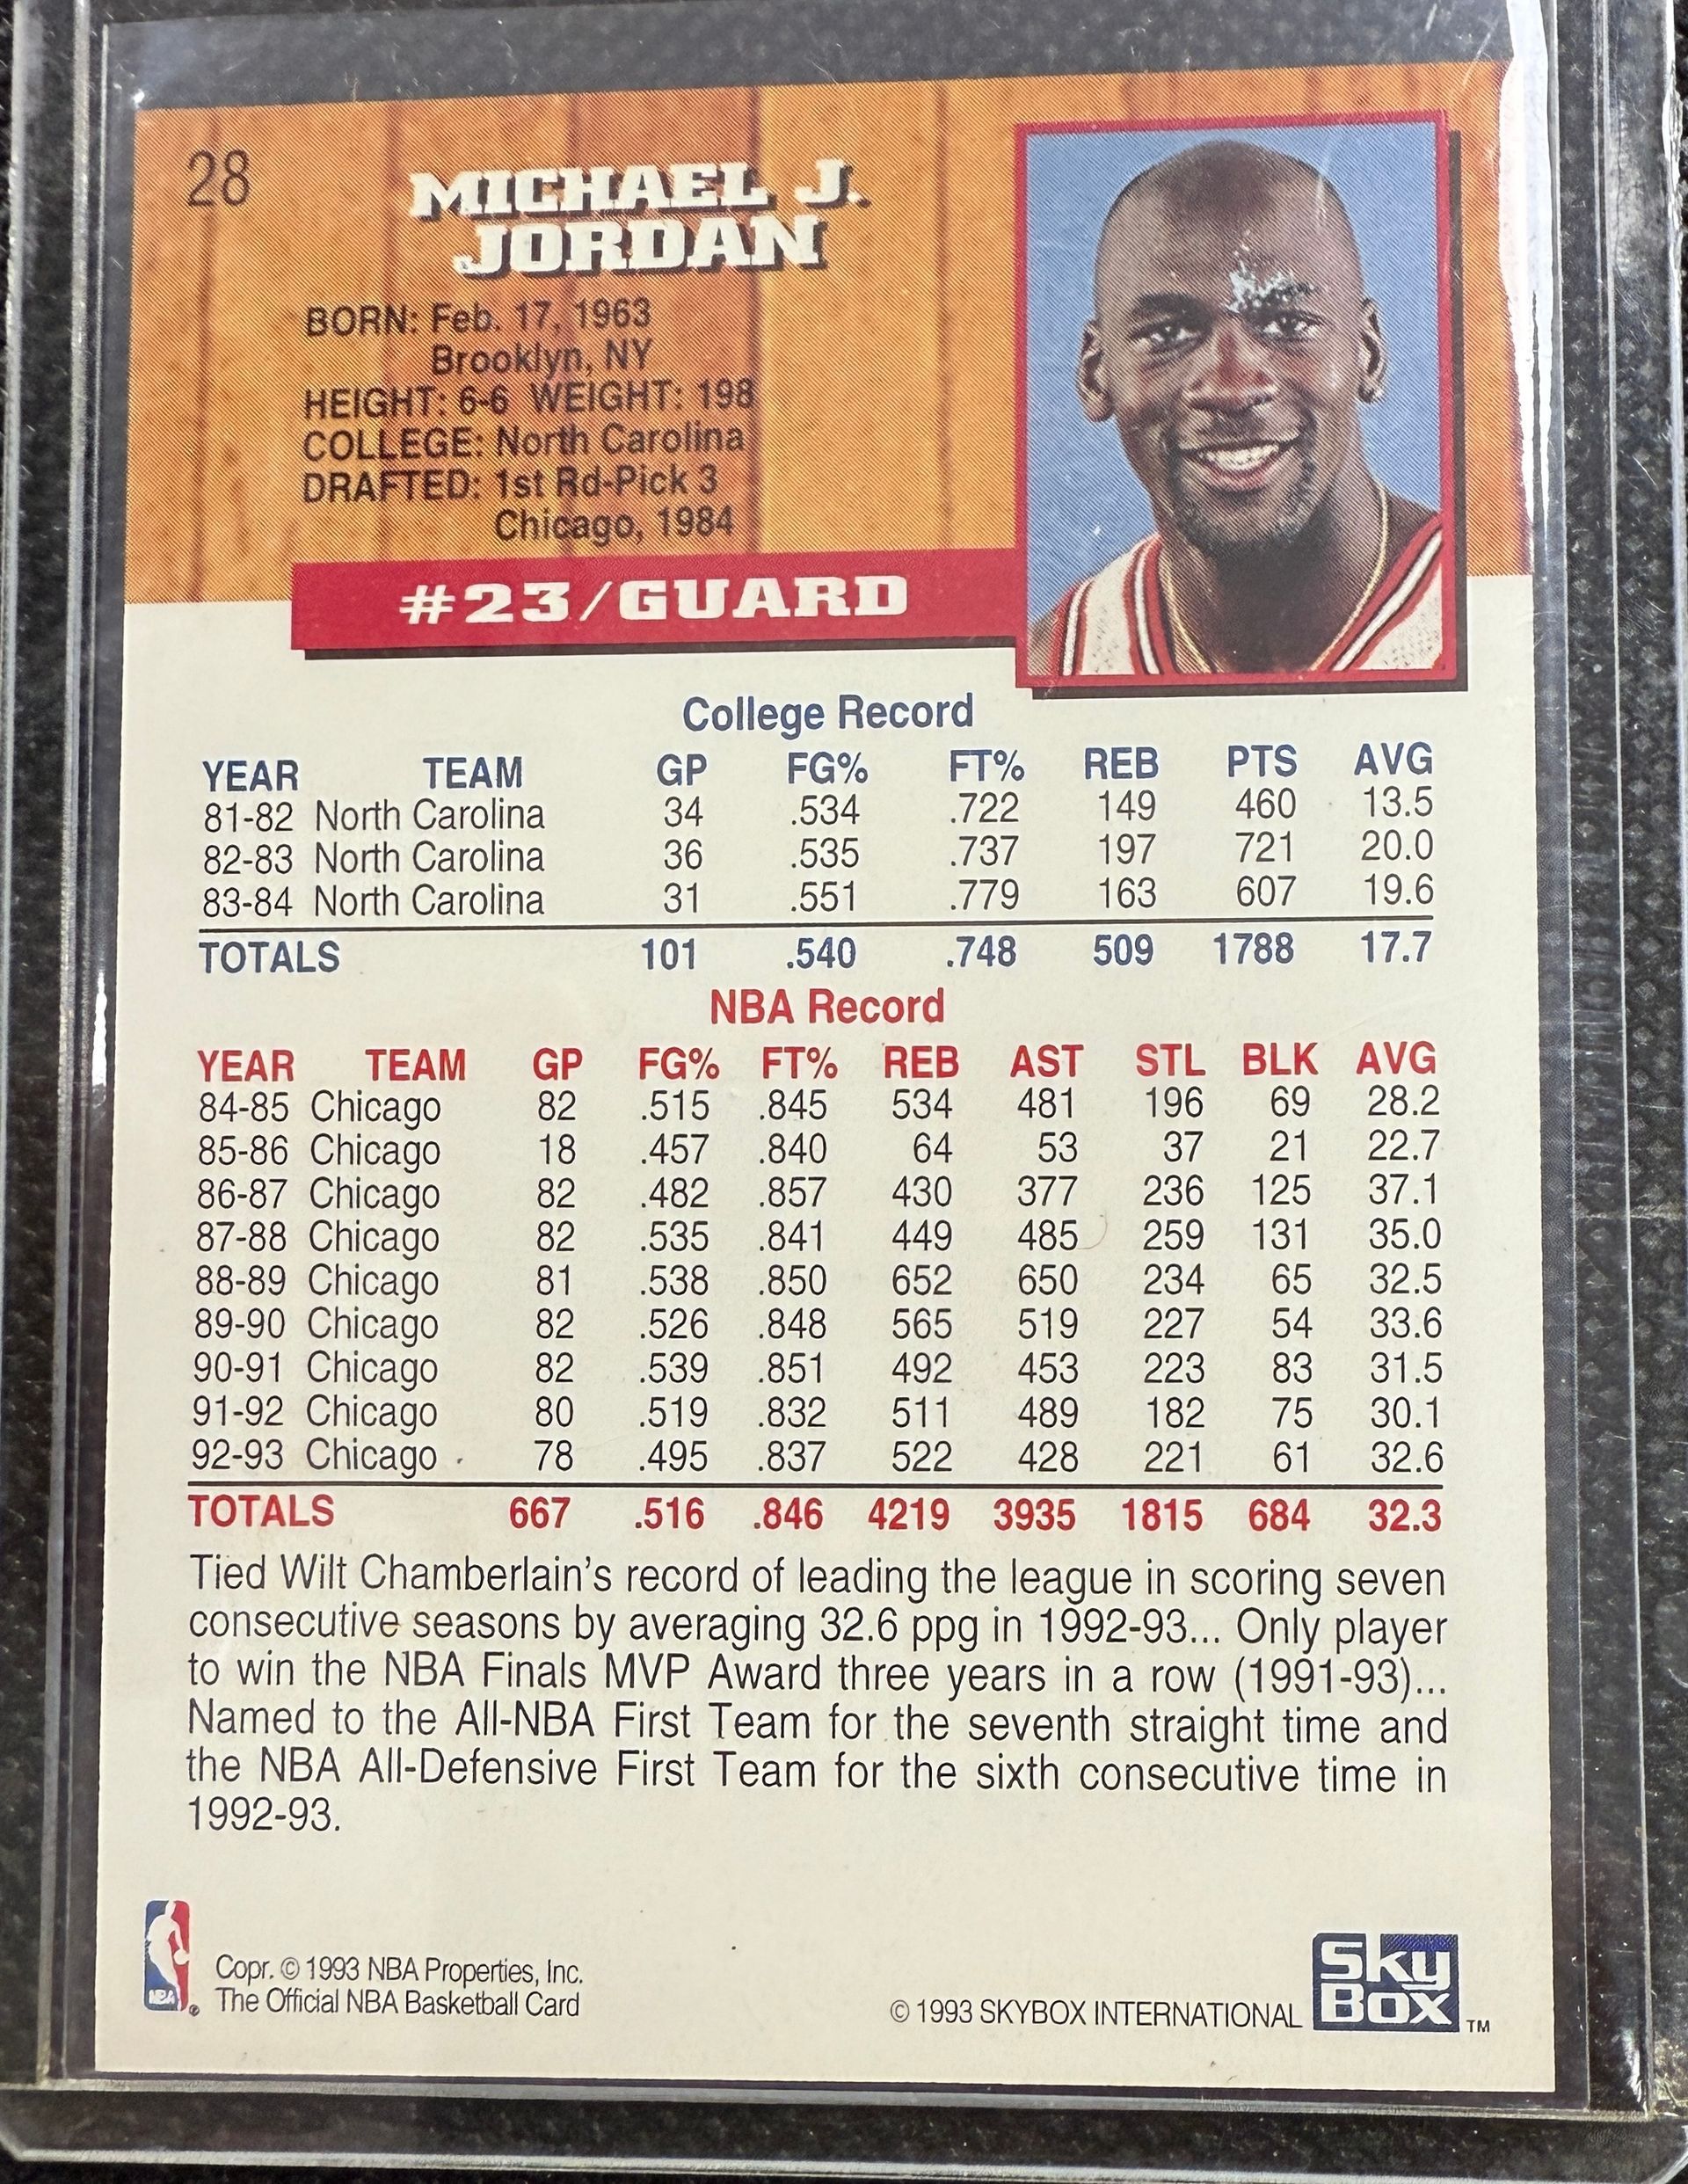 28
MICHAEL J.
JORDAN
BORN: Feb. 17, 1963
Brooklyn, NY
HEIGHT: 6-6 WEIGHT: 198
COLLEGE: North Carolina
DRAFTED: 1st Rd-Pick 3
Chicago, 1984
#23/GUARD
College Record
YEAR TEAM GP FG% FT% REB PTS AVG
81-82 North Carolina 34 .534 .722 149 460 13.5
82-83 North Carolina 36 .535 .737 197 721 20.0
83-84 North Carolina 31 .551 .779 163 607 19.6
TOTALS 101 .540 .748 509 1788 17.7
NBA Record
YEAR TEAM GP FG% FT% REB AST STL BLK AVG
84-85 Chicago 82 .515 .845 534 481 196 69 28.2
85-86 Chicago 18 .457 .840 64 53 37 21 22.7
86-87 Chicago 82 .482 .857 430 377 236 125 37.1
87-88 Chicago 82 .535 .841 449 485 259 131 35.0
88-89 Chicago 81 .538 .850 652 650 234 65 32.5
89-90 Chicago 82 .526 .848 565 519 227 54 33.6
90-91 Chicago 82 .539 .851 492 453 223 83 31.5
91-92 Chicago 80 .519 .832 511 489 182 75 30.1
92-93 Chicago 78 .495 .837 522 428 221 61 32.6
TOTALS 667 .516 .846 4219 3935 1815 684 32.3
Tied Wilt Chamberlain's record of leading the league in scoring seven
consecutive seasons by averaging 32.6 ppg in 1992-93... Only player
to win the NBA Finals MVP Award three years in a row (1991-93)...
Named to the All-NBA First Team for the seventh straight time and
the NBA All-Defensive First Team for the sixth consecutive time in
1992-93.
NBA ®
Copr. © 1993 NBA Properties, Inc.
The Official NBA Basketball Card
© 1993 SKYBOX INTERNATIONAL
Sky
Box ™